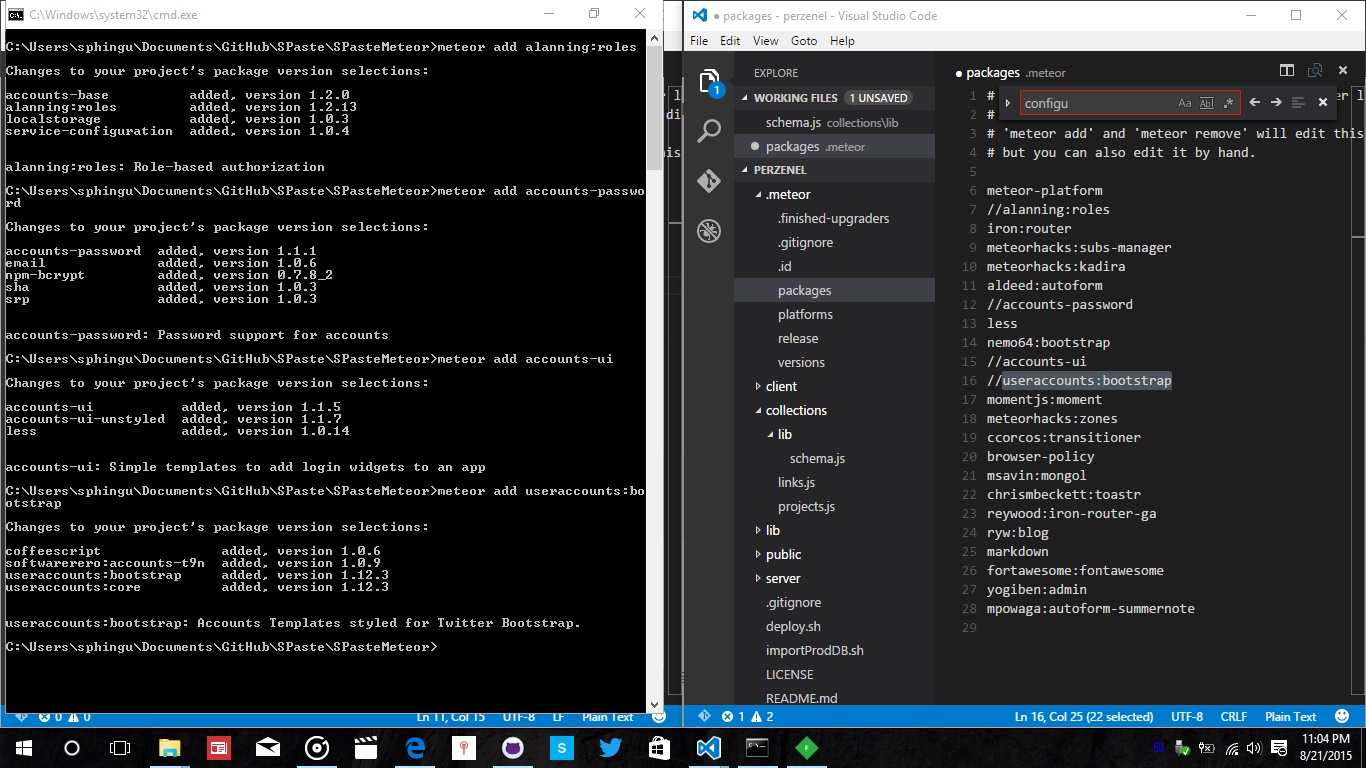 C:\Windows\system32\cmd.exe
C:\Users\sphingu\Documents\GitHub\SPaste\SPasteMeteor>meteor add alanning:roles
Changes to your project's package version selections:
accounts-base added, version 1.2.0
alanning:roles added, version 1.2.13
localstorage added, version 1.0.3
service-configuration added, version 1.0.4
alanning:roles: Role-based authorization
C:\Users\sphingu\Documents\GitHub\SPaste\SPasteMeteor>meteor add accounts-passwo
rd
Changes to your project's package version selections:
accounts-password added, version 1.1.1
email added, version 1.0.6
npm-bcrypt added, version 0.7.8_2
sha added, version 1.0.3
srp added, version 1.0.3
accounts-password: Password support for accounts
C:\Users\sphingu\Documents\GitHub\SPaste\SPasteMeteor>meteor add accounts-ui
Changes to your project's package version selections:
accounts-ui added, version 1.1.5
accounts-ui-unstyled added, version 1.1.7
less added, version 1.0.14
accounts-ui: Simple templates to add login widgets to an app
C:\Users\sphingu\Documents\GitHub\SPaste\SPasteMeteor>meteor add useraccounts:bo
otstrap
Changes to your project's package version selections:
coffeescript added, version 1.0.6
softwarerero:accounts-t9n added, version 1.0.9
useraccounts:bootstrap added, version 1.12.3
useraccounts:core added, version 1.12.3
useraccounts:bootstrap: Accounts Templates styled for Twitter Bootstrap.
C:\Users\sphingu\Documents\GitHub\SPaste\SPasteMeteor>
0 0 Ln 11, Col 15 UTF-8 LF Plain Text
packages - perzenel - Visual Studio Code
File Edit View Goto Help
1
EXPLORE
WORKING FILES 1 UNSAVED
schema.js collections\lib
packages .meteor
PERZENEL
.meteor
.finished-upgraders
.gitignore
.id
packages
platforms
release
versions
client
collections
lib
schema.js
links.js
projects.js
lib
public
server
.gitignore
deploy.sh
importProdDB.sh
LICENSE
README.md
packages .meteor
configu Aa Abl .*
1 #
2 #
3 # 'meteor add' and 'meteor remove' will edit this
4 # but you can also edit it by hand.
5
6 meteor-platform
7 //alanning:roles
8 iron:router
9 meteorhacks:subs-manager
10 meteorhacks:kadira
11 aldeed:autoform
12 //accounts-password
13 less
14 nemo64:bootstrap
15 //accounts-ui
16 //useraccounts:bootstrap
17 momentjs:moment
18 meteorhacks:zones
19 ccorcos:transitioner
20 browser-policy
21 msavin:mongol
22 chrismbeckett:toastr
23 reywood:iron-router-ga
24 ryw:blog
25 markdown
26 fortawesome:fontawesome
27 yogiben:admin
28 mpowaga:autoform-summernote
29
1 2 Ln 16, Col 25 (22 selected) UTF-8 CRLF Plain Text
11:04 PM
8/21/2015